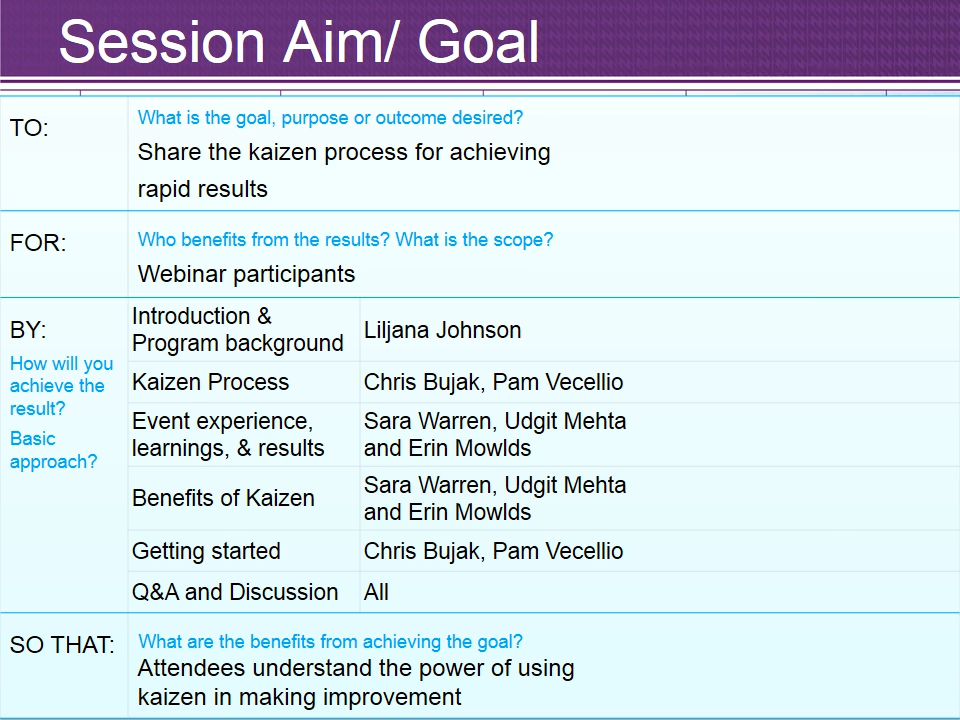 Session Aim/ Goal
TO:
What is the goal, purpose or outcome desired?
Share the kaizen process for achieving
rapid results
FOR:
Who benefits from the results? What is the scope?
Webinar participants
BY:
How will you
achieve the
result?
Basic
approach?
Introduction &
Program background
Liljana Johnson
Kaizen Process
Chris Bujak, Pam Vecellio
Event experience,
learnings, & results
Sara Warren, Udgit Mehta
and Erin Mowlds
Benefits of Kaizen
Sara Warren, Udgit Mehta
and Erin Mowlds
Getting started
Chris Bujak, Pam Vecellio
Q&A and Discussion
All
SO THAT:
What are the benefits from achieving the goal?
Attendees understand the power of using
kaizen in making improvement